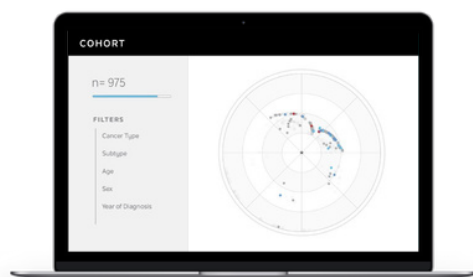 COHORT
n= 975
FILTERS
Cancer Type
Subtype
Age
Sex
Year of Diagnosis